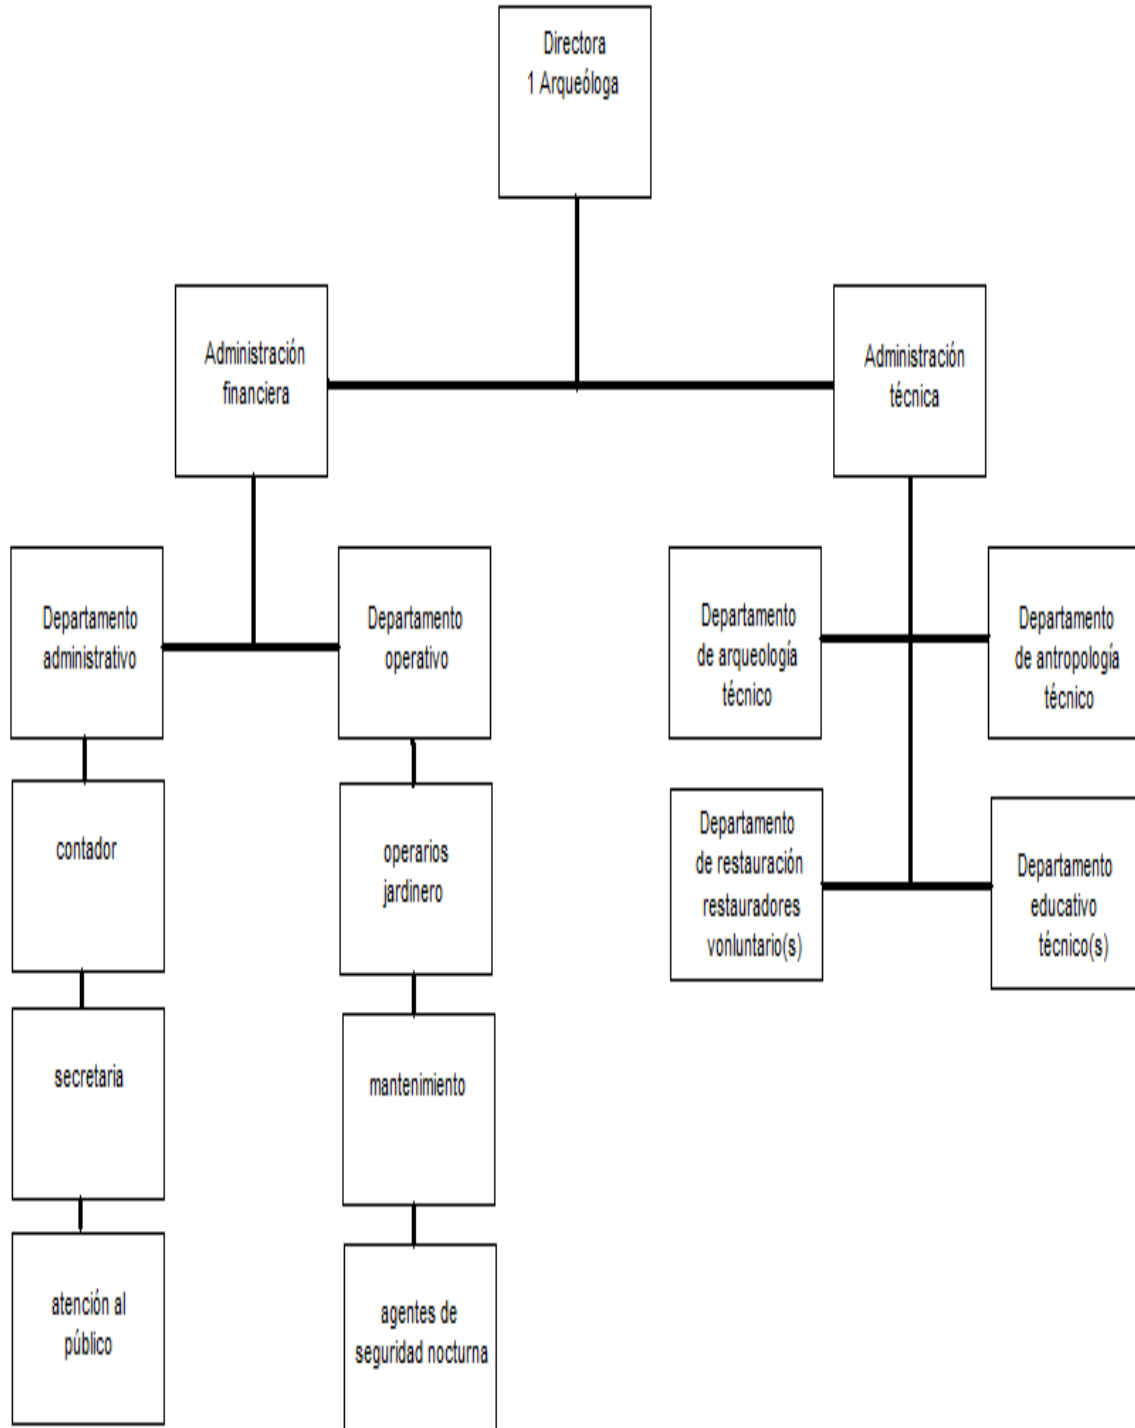 Directora
1 Arqueóloga
Administración
financiera
Administración
técnica
Departamento
administrativo
Departamento
operativo
Departamento
de arqueología
técnico
Departamento
de antropología
técnico
contador
operarios
jardinero
Departamento
de restauración
restauradores
vonluntario(s)
Departamento
educativo
técnico(s)
secretaria
mantenimiento
atención al
público
agentes de
seguridad nocturna